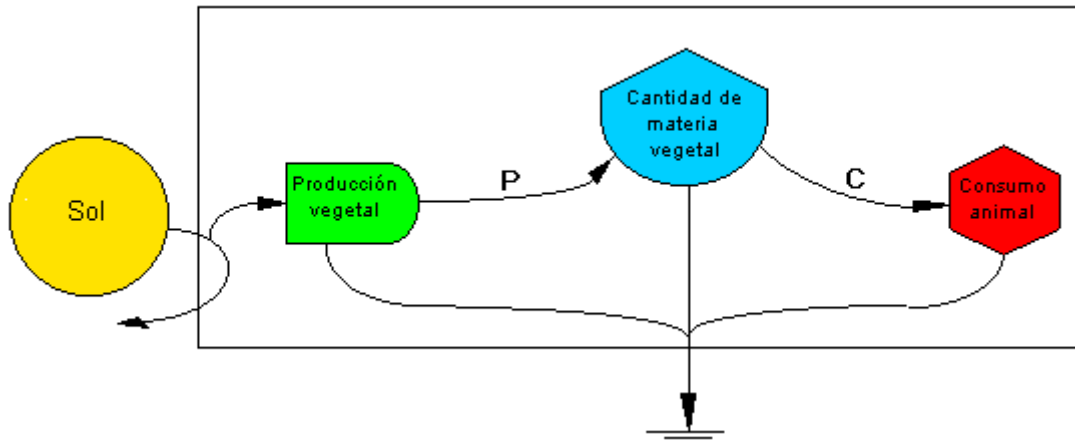 Sol
Producción
vegetal
P
Cantidad de
materia
vegetal
C
Consumo
animal